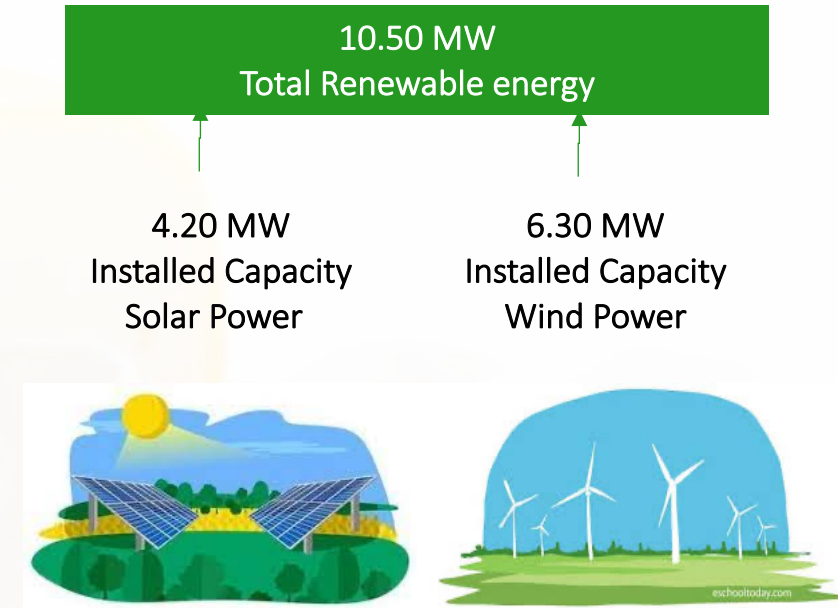 10.50 MW
Total Renewable energy
4.20 MW
Installed Capacity
Solar Power
6.30 MW
Installed Capacity
Wind Power
eschooltoday.com